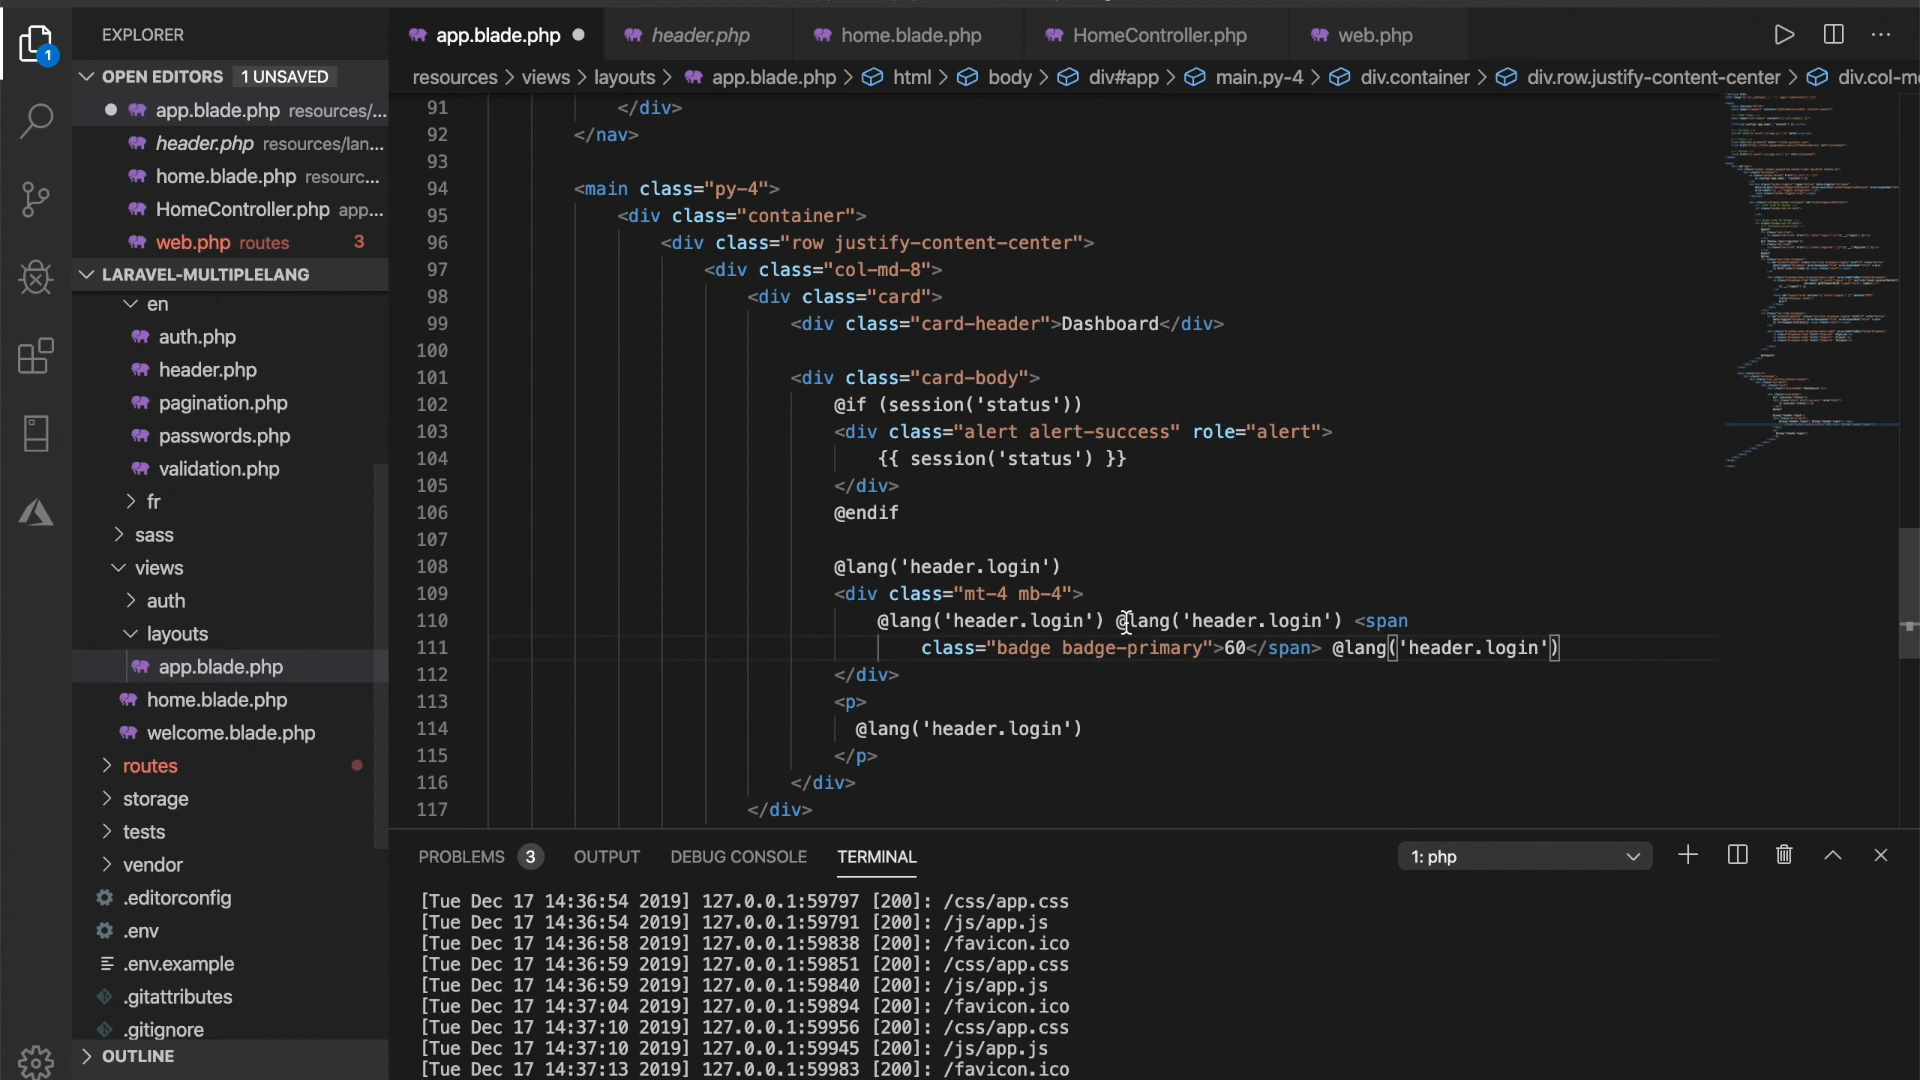 EXPLORER
OPEN EDITORS 1 UNSAVED
app.blade.php resources/...
header.php resources/lan...
home.blade.php resourc...
HomeController.php app...
web.php routes 3
LARAVEL-MULTIPLELANG
en
auth.php
header.php
pagination.php
passwords.php
validation.php
fr
sass
views
auth
layouts
app.blade.php
home.blade.php
welcome.blade.php
routes
storage
tests
vendor
.editorconfig
.env
.env.example
.gitattributes
.gitignore
OUTLINE
1
app.blade.php header.php home.blade.php HomeController.php web.php
resources > views > layouts > app.blade.php > html > body > div#app > main.py-4 > div.container > div.row.justify-content-center > div.col-m
91 </div>
92 </nav>
93
94 <main class="py-4">
95 <div class="container">
96 <div class="row justify-content-center">
97 <div class="col-md-8">
98 <div class="card">
99 <div class="card-header">Dashboard</div>
100
101 <div class="card-body">
102 @if (session('status'))
103 <div class="alert alert-success" role="alert">
104 {{ session('status') }}
105 </div>
106 @endif
107
108 @lang('header.login')
109 <div class="mt-4 mb-4">
110 @lang('header.login') @lang('header.login') <span
111 class="badge badge-primary">60</span> @lang('header.login')
112 </div>
113 <p>
114 @lang('header.login')
115 </p>
116 </div>
117 </div>
PROBLEMS 3 OUTPUT DEBUG CONSOLE TERMINAL 1: php
[Tue Dec 17 14:36:54 2019] 127.0.0.1:59797 [200]: /css/app.css
[Tue Dec 17 14:36:54 2019] 127.0.0.1:59791 [200]: /js/app.js
[Tue Dec 17 14:36:58 2019] 127.0.0.1:59838 [200]: /favicon.ico
[Tue Dec 17 14:36:59 2019] 127.0.0.1:59851 [200]: /css/app.css
[Tue Dec 17 14:36:59 2019] 127.0.0.1:59840 [200]: /js/app.js
[Tue Dec 17 14:37:04 2019] 127.0.0.1:59894 [200]: /favicon.ico
[Tue Dec 17 14:37:10 2019] 127.0.0.1:59956 [200]: /css/app.css
[Tue Dec 17 14:37:10 2019] 127.0.0.1:59945 [200]: /js/app.js
[Tue Dec 17 14:37:13 2019] 127.0.0.1:59983 [200]: /favicon.ico